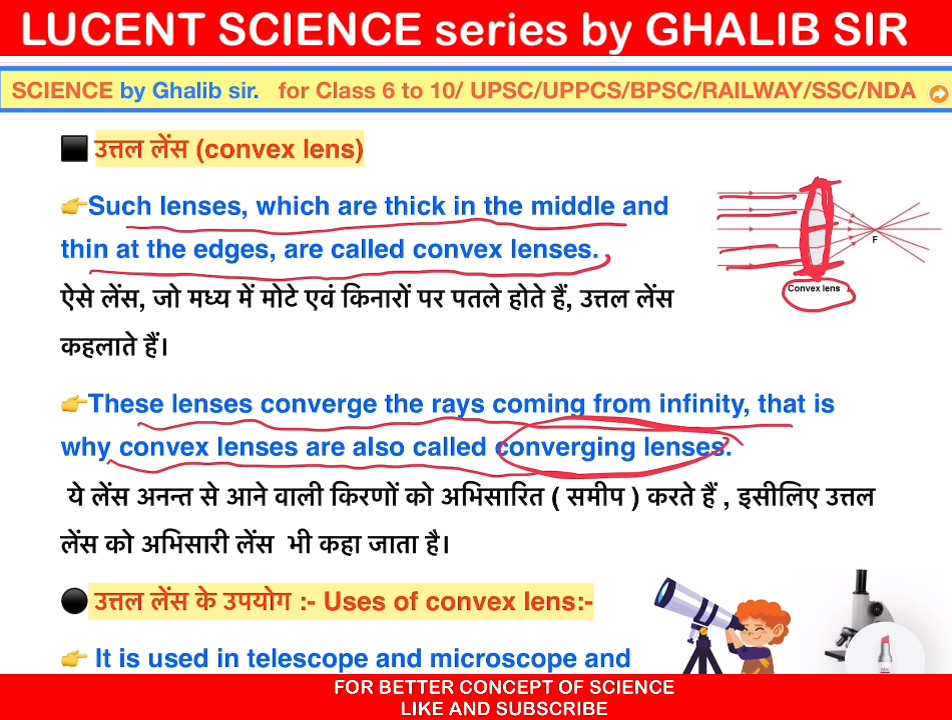 LUCENT SCIENCE series by GHALIB SIR
SCIENCE by Ghalib sir. for Class 6 to 10/ UPSC/UPPCS/BPSC/RAILWAY/SSC/NDA
उत्तल लेंस (convex lens)
👉Such lenses, which are thick in the middle and
thin at the edges, are called convex lenses.
ऐसे लेंस, जो मध्य में मोटे एवं किनारों पर पतले होते हैं, उत्तल लेंस
कहलाते हैं।
F
Convex lens
👉These lenses converge the rays coming from infinity, that is
why convex lenses are also called converging lenses.
ये लेंस अनन्त से आने वाली किरणों को अभिसारित ( समीप ) करते हैं , इसीलिए उत्तल
लेंस को अभिसारी लेंस भी कहा जाता है।
उत्तल लेंस के उपयोग :- Uses of convex lens:-
👉 It is used in telescope and microscope and
FOR BETTER CONCEPT OF SCIENCE
LIKE AND SUBSCRIBE